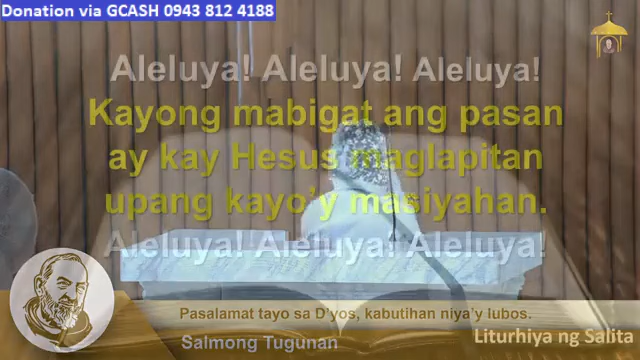 Donation via GCASH 0943 812 4188
Aleluya! Aleluya! Aleluya!
Kayong mabigat ang pasan
ay kay Hesus maglapitan
upang kayo'y masiyahan.
Aleluya! Aleluya! Aleluya!
Pasalamat tayo sa D'yos, kabutihan niya'y lubos.
Salmong Tugunan
Liturhiya ng Salita